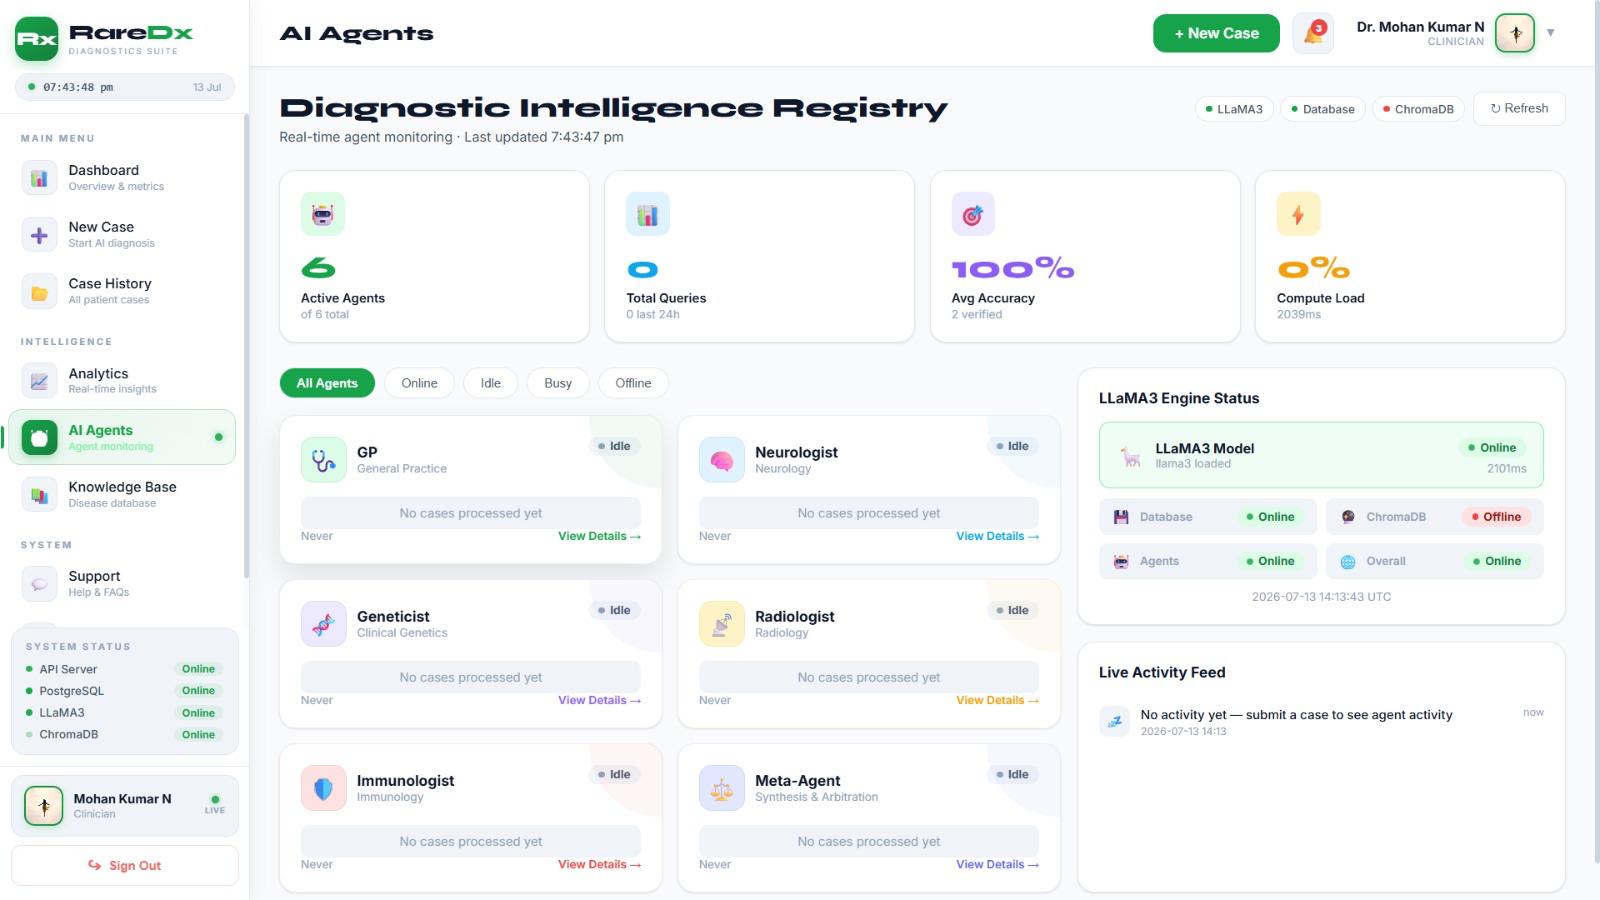 Rx
RareDx
DIAGNOSTICS SUITE
07:43:48 pm
13 Jul
MAIN MENU
Dashboard
Overview & metrics
New Case
Start AI diagnosis
Case History
All patient cases
INTELLIGENCE
Analytics
Real-time insights
AI Agents
Agent monitoring
Knowledge Base
Disease database
SYSTEM
Support
Help & FAQs
SYSTEM STATUS
API Server Online
PostgreSQL Online
LLaMA3 Online
ChromaDB Online
Mohan Kumar N
Clinician
LIVE
Sign Out
AI Agents
+ New Case
3
Dr. Mohan Kumar N
CLINICIAN
Diagnostic Intelligence Registry
Real-time agent monitoring · Last updated 7:43:47 pm
LLaMA3
Database
ChromaDB
↻ Refresh
6
Active Agents
of 6 total
0
Total Queries
0 last 24h
100%
Avg Accuracy
2 verified
0%
Compute Load
2039ms
All Agents
Online
Idle
Busy
Offline
GP
General Practice
Idle
No cases processed yet
Never
View Details →
Neurologist
Neurology
Idle
No cases processed yet
Never
View Details →
Geneticist
Clinical Genetics
Idle
No cases processed yet
Never
View Details →
Radiologist
Radiology
Idle
No cases processed yet
Never
View Details →
Immunologist
Immunology
Idle
No cases processed yet
Never
View Details →
Meta-Agent
Synthesis & Arbitration
Idle
No cases processed yet
Never
View Details →
LLaMA3 Engine Status
LLaMA3 Model
llama3 loaded
Online
2101ms
Database Online
ChromaDB Offline
Agents Online
Overall Online
2026-07-13 14:13:43 UTC
Live Activity Feed
No activity yet — submit a case to see agent activity
now
2026-07-13 14:13